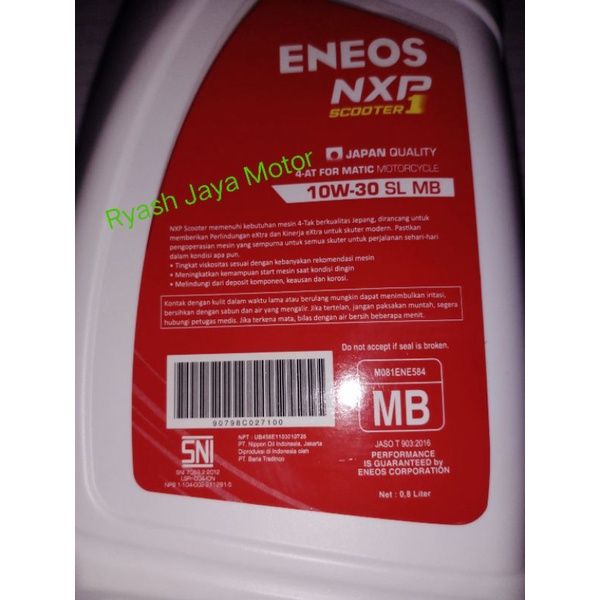 ENEOS
NXP
SCOOTER 1
JAPAN QUALITY
4-AT FOR MATIC MOTORCYCLE
10W-30 SL MB
Ryash Jaya Motor
NXP Scooter memenuhi kebutuhan mesin 4-Tak berkualitas Jepang, dirancang untuk
memberikan Perlindungan eXtra dan Kinerja eXtra untuk skuter modern. Pastikan
pengoperasian mesin yang sempurna untuk semua skuter untuk perjalanan sehari-hari
dalam kondisi apa pun.
• Tingkat viskositas sesuai dengan kebanyakan rekomendasi mesin
• Meningkatkan kemampuan start mesin saat kondisi dingin
• Melindungi dari deposit komponen, keausan dan korosi.
Kontak dengan kulit dalam waktu lama atau berulang mungkin dapat menimbulkan iritasi,
bersihkan dengan sabun dan air yang mengalir. Jika tertelan, jangan paksakan muntah, segera
hubungi petugas medis. Jika terkena mata, bilas dengan air bersih beberapa menit.
Do not accept if seal is broken.
90798C027100
M081ENE584
MB
JASO T 903:2016
PERFORMANCE
IS GUARANTEED by
ENEOS CORPORATION
Net : 0,8 Liter
SNI
NPT :
PT. Nippon Oil Indonesia, Jakarta
Diproduksi di Indonesia oleh
PT. Baria Tradinco